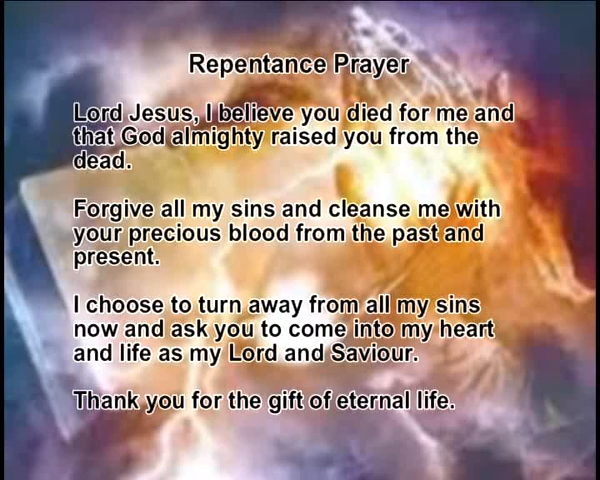 Repentance Prayer
Lord Jesus, I believe you died for me and
that God almighty raised you from the
dead.
Forgive all my sins and cleanse me with
your precious blood from the past and
present.
I choose to turn away from all my sins
now and ask you to come into my heart
and life as my Lord and Saviour.
Thank you for the gift of eternal life.